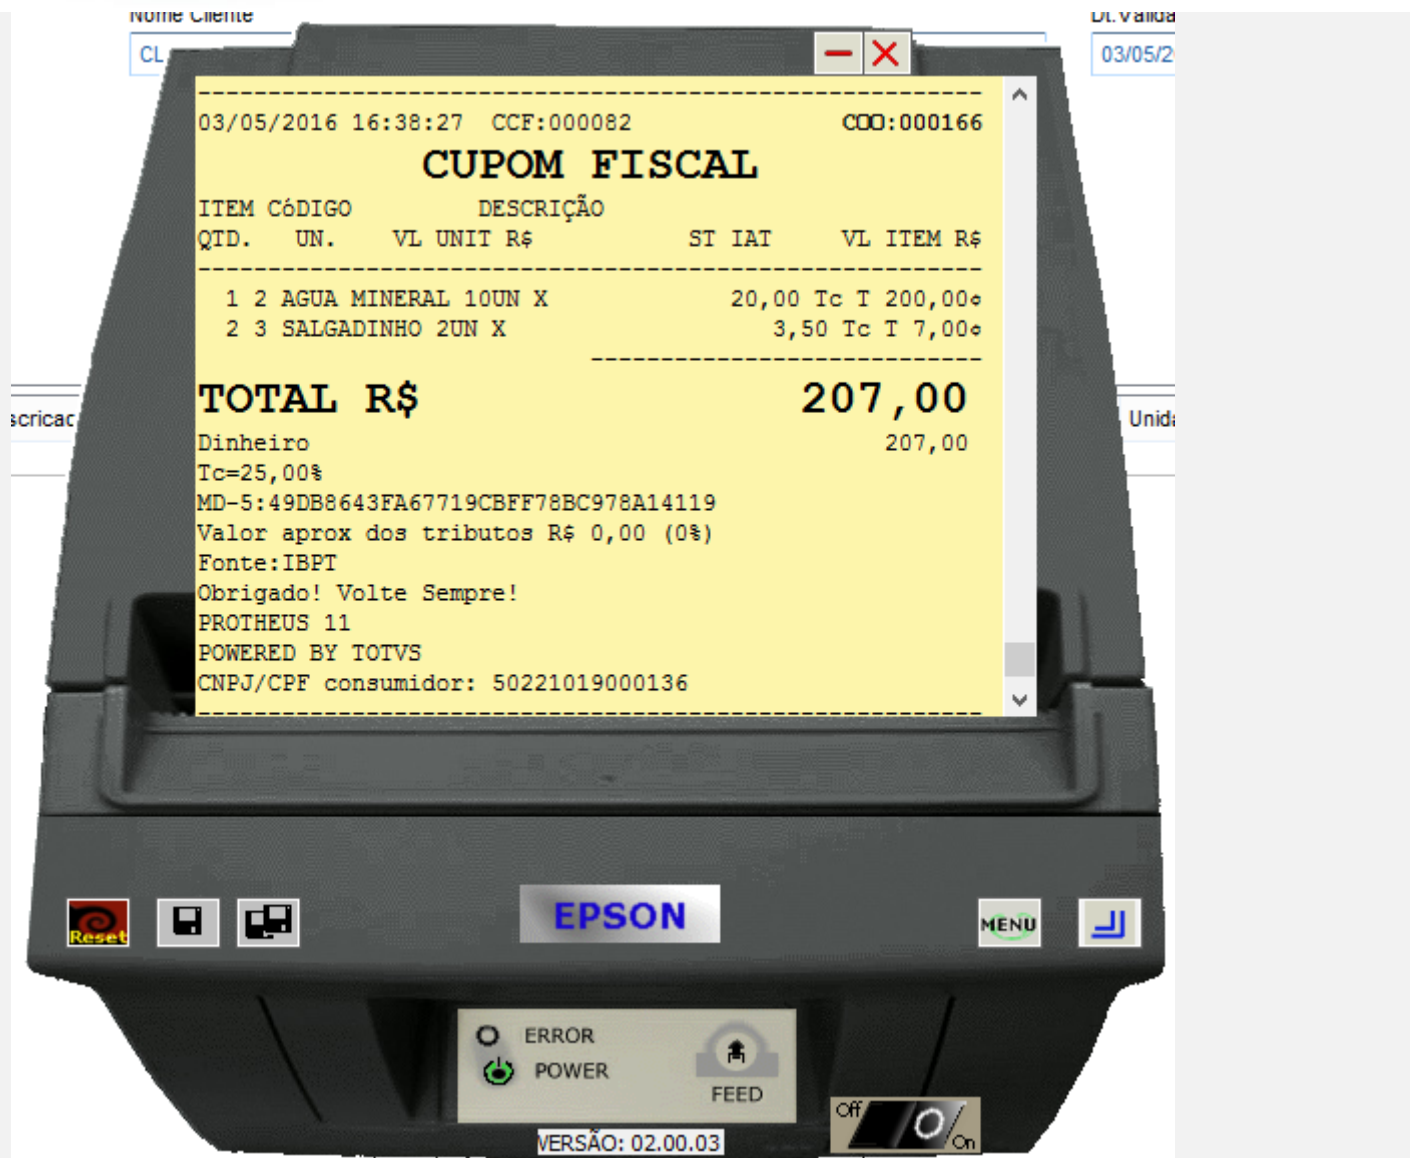 Nome Cliente
Dt.Valida
CL
03/05/2
03/05/2016 16:38:27 CCF:000082 COO:000166
CUPOM FISCAL
ITEM CóDIGO DESCRIÇÃO
QTD. UN. VL UNIT R$ ST IAT VL ITEM R$
1 2 AGUA MINERAL 10UN X 20,00 Tc T 200,00¢
2 3 SALGADINHO 2UN X 3,50 Tc T 7,00¢
TOTAL R$ 207,00
scricac
Unida
Dinheiro 207,00
Tc=25,00%
MD-5:49DB8643FA67719CBFF78BC978A14119
Valor aprox dos tributos R$ 0,00 (0%)
Fonte:IBPT
Obrigado! Volte Sempre!
PROTHEUS 11
POWERED BY TOTVS
CNPJ/CPF consumidor: 50221019000136
Reset
EPSON
MENU
ERROR
POWER
FEED
Off
On
VERSÃO: 02.00.03